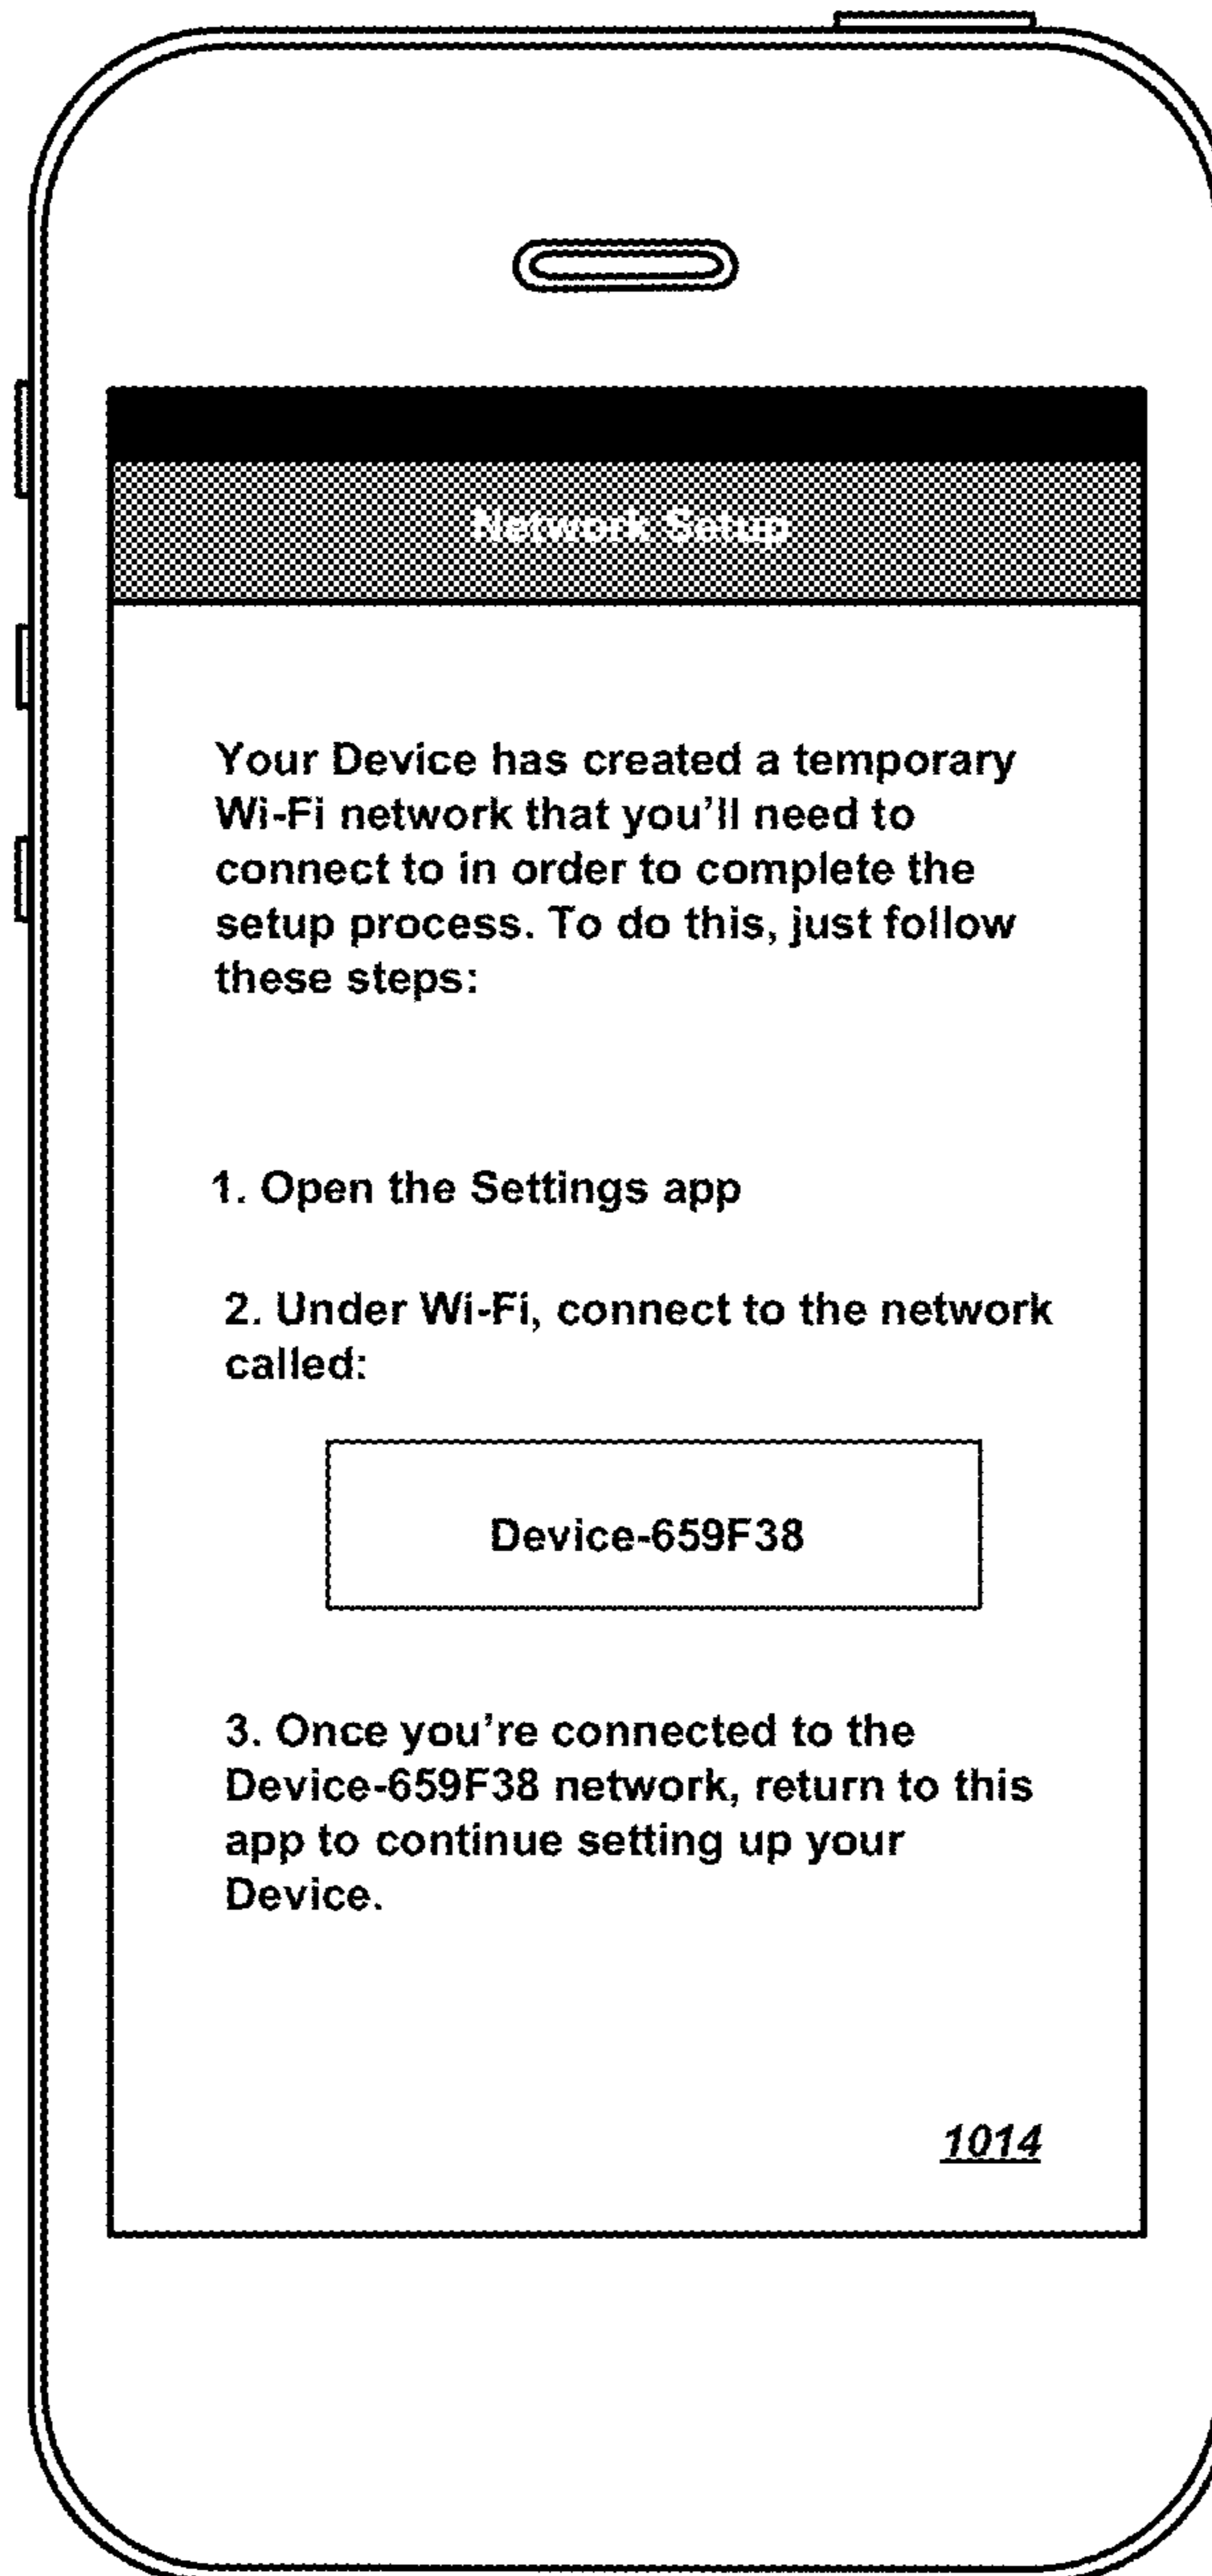 Network Setup
Your Device has created a temporary
Wi-Fi network that you’ll need to
connect to in order to complete the
setup process. To do this, just follow
these steps:
1. Open the Settings app
2. Under Wi-Fi, connect to the network
called:
Device-659F38
3. Once you’re connected to the
Device-659F38 network, return to this
app to continue setting up your
Device.
1014